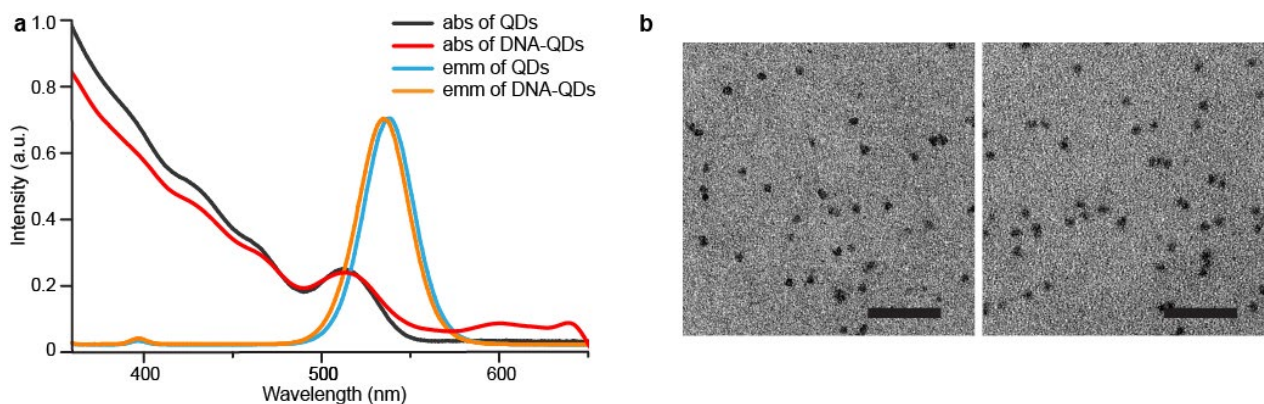 a
1.0
0.8
0.6
0.4
0.2
0
Intensity (a.u.)
400
500
600
Wavelength (nm)
abs of QDs
abs of DNA-QDs
emm of QDs
emm of DNA-QDs
b